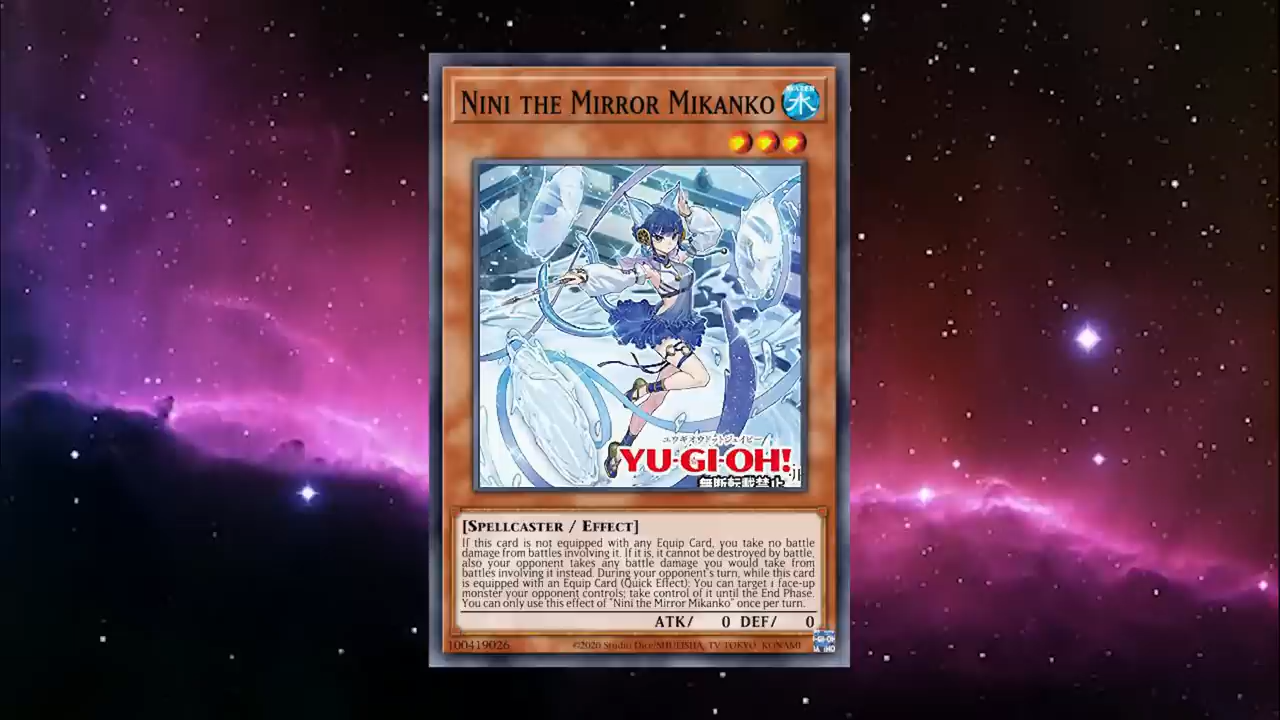 NINI THE MIRROR MIKANKO
WATER
水
ユウギオウドットジェイピー
YU-GI-OH!
無断転載禁止
[SPELLCASTER / EFFECT]
If this card is not equipped with any Equip Card, you take no battle
damage from battles involving it. If it is, it cannot be destroyed by battle,
also your opponent takes any battle damage you would take from
battles involving it instead. During your opponent's turn, while this card
is equipped with an Equip Card (Quick Effect): You can target 1 face-up
monster your opponent controls; take control of it until the End Phase.
You can only use this effect of "Nini the Mirror Mikanko" once per turn.
ATK/ 0 DEF/ 0
100419026
©2020 Studio Dice/SHUEISHA, TV TOKYO, KONAMI